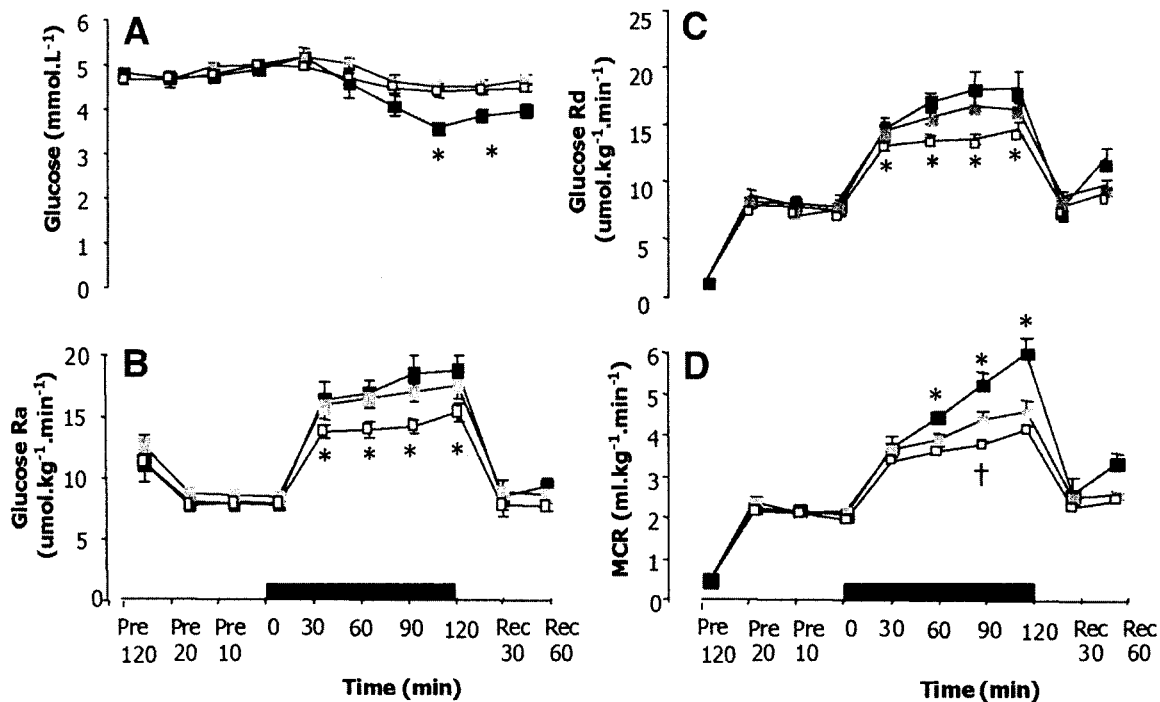 A
Glucose (mmol.L-1)
6
5
4
3
2
1
0
* *
B
Glucose Ra
(umol.kg-1.min-1)
20
15
10
5
0
* * * *
Pre 120
Pre 20
Pre 10
0
30
60
90
120
Rec 30
Rec 60
Time (min)
C
Glucose Rd
(umol.kg-1.min-1)
25
20
15
10
5
0
* * * *
D
MCR (ml.kg-1.min-1)
6
5
4
3
2
1
0
* * *
†
Pre 120
Pre 20
Pre 10
0
30
60
90
120
Rec 30
Rec 60
Time (min)